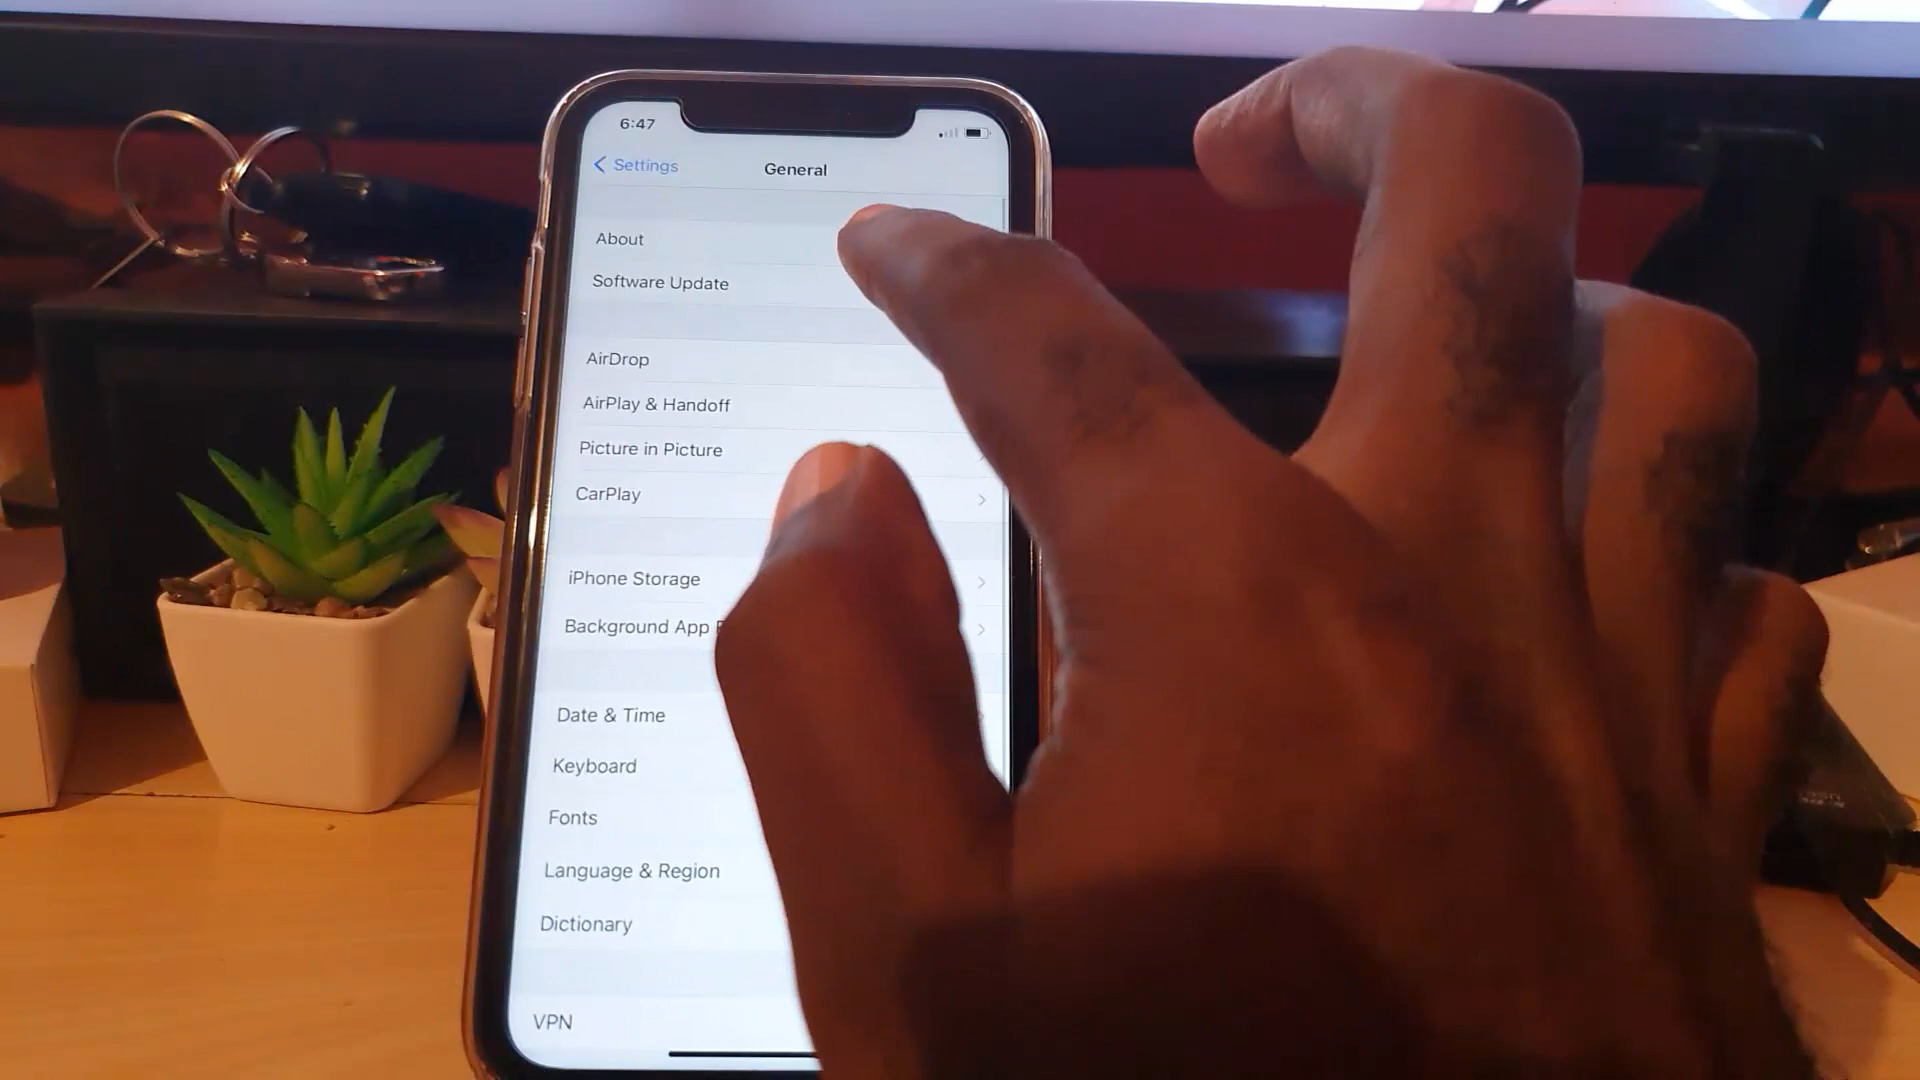 6:47
Settings
General
About
Software Update
AirDrop
AirPlay & Handoff
Picture in Picture
CarPlay
iPhone Storage
Background App
Date & Time
Keyboard
Fonts
Language & Region
Dictionary
VPN